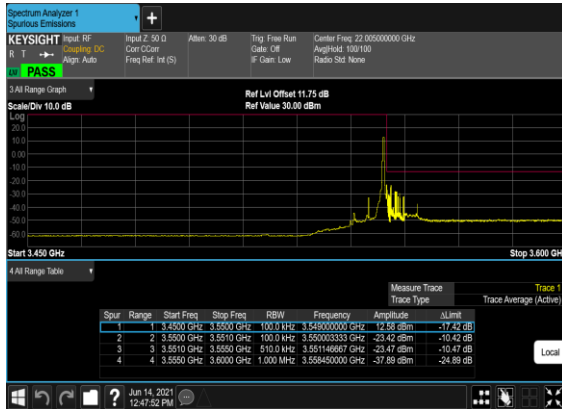 Spectrum Analyzer 1
Spurious Emissions
KEYSIGHT Input: RF Input Z: 50 Ω Atten: 30 dB Trig: Free Run Center Freq: 22.005000000 GHz
R T Coupling: DC Corr CCorr Gate: Off Avg|Hold: 100/100
Align: Auto Freq Ref: Int (S) IF Gain: Low Radio Std: None
PASS
3 All Range Graph
Ref Lvl Offset 11.75 dB
Scale/Div 10.0 dB Ref Value 30.00 dBm
Log
20.0
10.0
0.00
-10.0
-20.0
-30.0
-40.0
-50.0
-60.0
Start 3.450 GHz Stop 3.600 GH
4 All Range Table
Measure Trace Trace 1
Trace Type Trace Average (Active)
Spur Range Start Freq Stop Freq RBW Frequency Amplitude ΔLimit
1 1 3.4500 GHz 3.5500 GHz 100.0 kHz 3.549000000 GHz 12.58 dBm -17.42 dB
2 2 3.5500 GHz 3.5510 GHz 100.0 kHz 3.550003333 GHz -23.42 dBm -10.42 dB
3 3 3.5510 GHz 3.5550 GHz 510.0 kHz 3.551146667 GHz -23.47 dBm -10.47 dB
4 4 3.5550 GHz 3.6000 GHz 1.000 MHz 3.558450000 GHz -37.89 dBm -24.89 dB
Local
Jun 14, 2021
12:47:52 PM